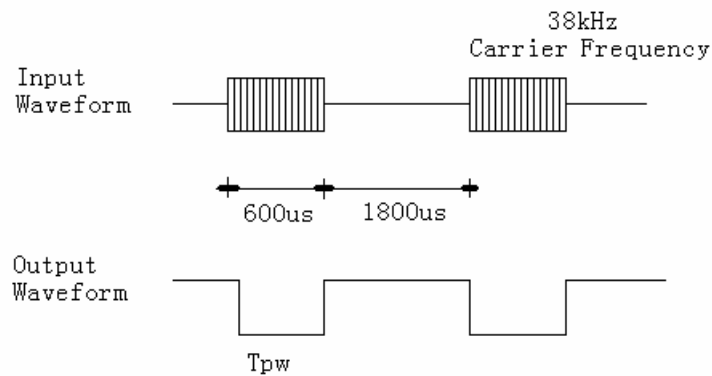 38kHz
Carrier Frequency
Input
Waveform
600us
1800us
Output
Waveform
Tpw